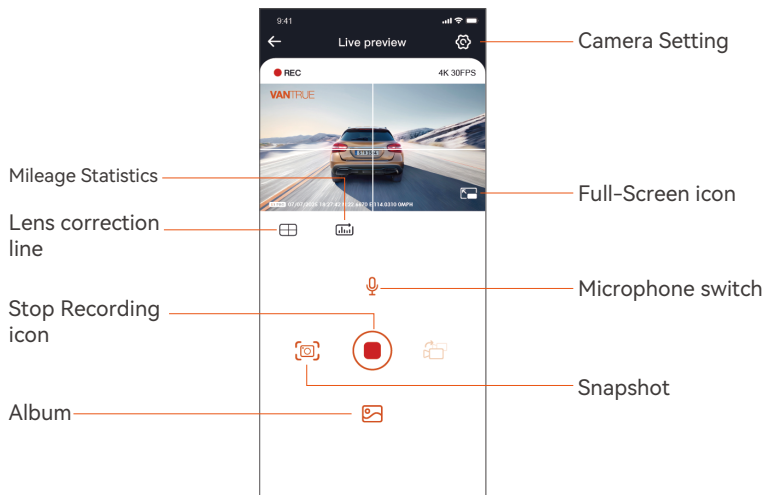 9:41
Live preview
Camera Setting
REC
4K 30FPS
VANTRUE
Mileage Statistics
Full-Screen icon
Lens correction
line
Microphone switch
Stop Recording
icon
Snapshot
Album